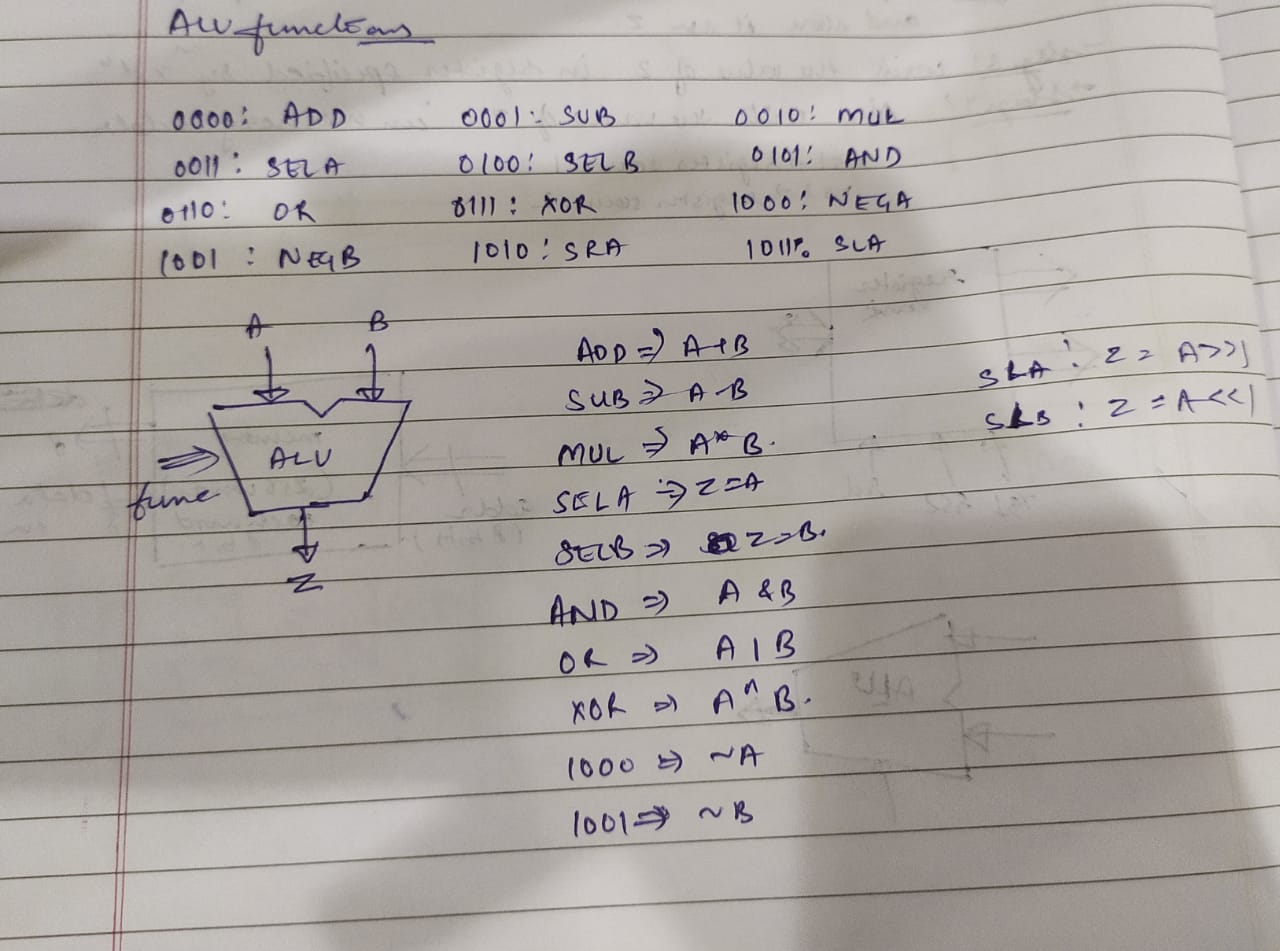 ALU functions
0000: ADD 0001: SUB 0010: MUL
0011: SELA 0100: SELB 0101: AND
0110: OR 0111: XOR 1000: NEGA
1001: NEGB 1010: SRA 1011: SLA
A B
ALU
func
Z
ADD ⇒ A+B
SUB ⇒ A-B
MUL ⇒ A*B.
SELA ⇒ Z=A
SELB ⇒ Z=B.
AND ⇒ A & B
OR ⇒ A | B
XOR ⇒ A ^ B.
1000 ⇒ ~A
1001 ⇒ ~B
: Z = A>>1
: Z = A<<1